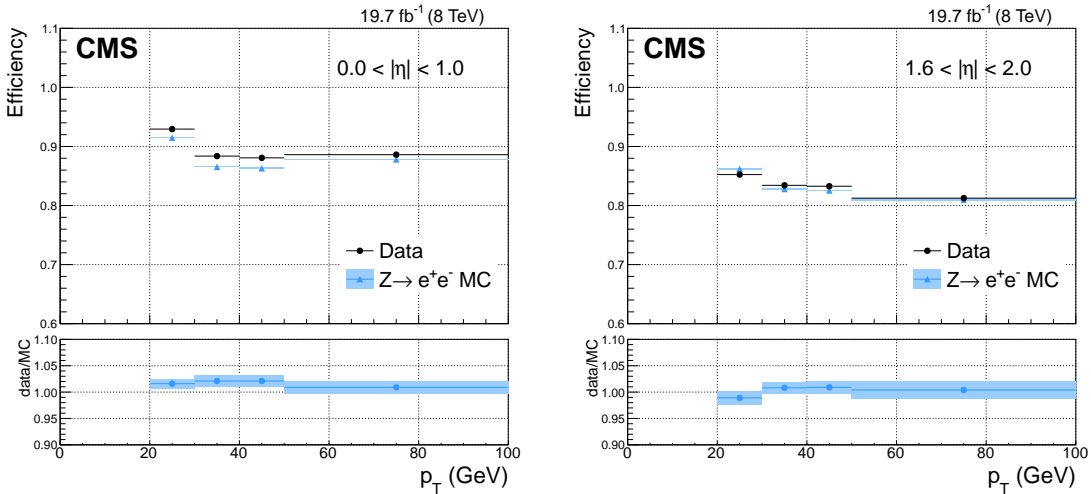 19.7 fb⁻¹ (8 TeV)
Efficiency
1.1
1.0
0.9
0.8
0.7
0.6
CMS
0.0 < |η| < 1.0
Data
Z→ e⁺e⁻ MC
data/MC
1.10
1.05
1.00
0.95
0.90
0 20 40 60 80 100
p_T (GeV)
19.7 fb⁻¹ (8 TeV)
Efficiency
1.1
1.0
0.9
0.8
0.7
0.6
CMS
1.6 < |η| < 2.0
Data
Z→ e⁺e⁻ MC
data/MC
1.10
1.05
1.00
0.95
0.90
0 20 40 60 80 100
p_T (GeV)